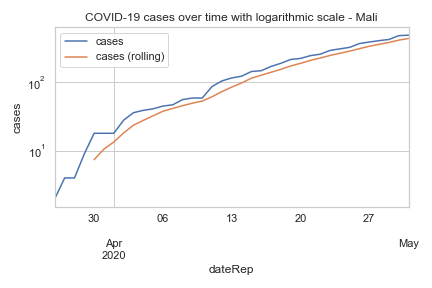 COVID-19 cases over time with logarithmic scale - Mali
cases
cases (rolling)
10²
10¹
cases
30
06
13
20
27
Apr
2020
May
dateRep